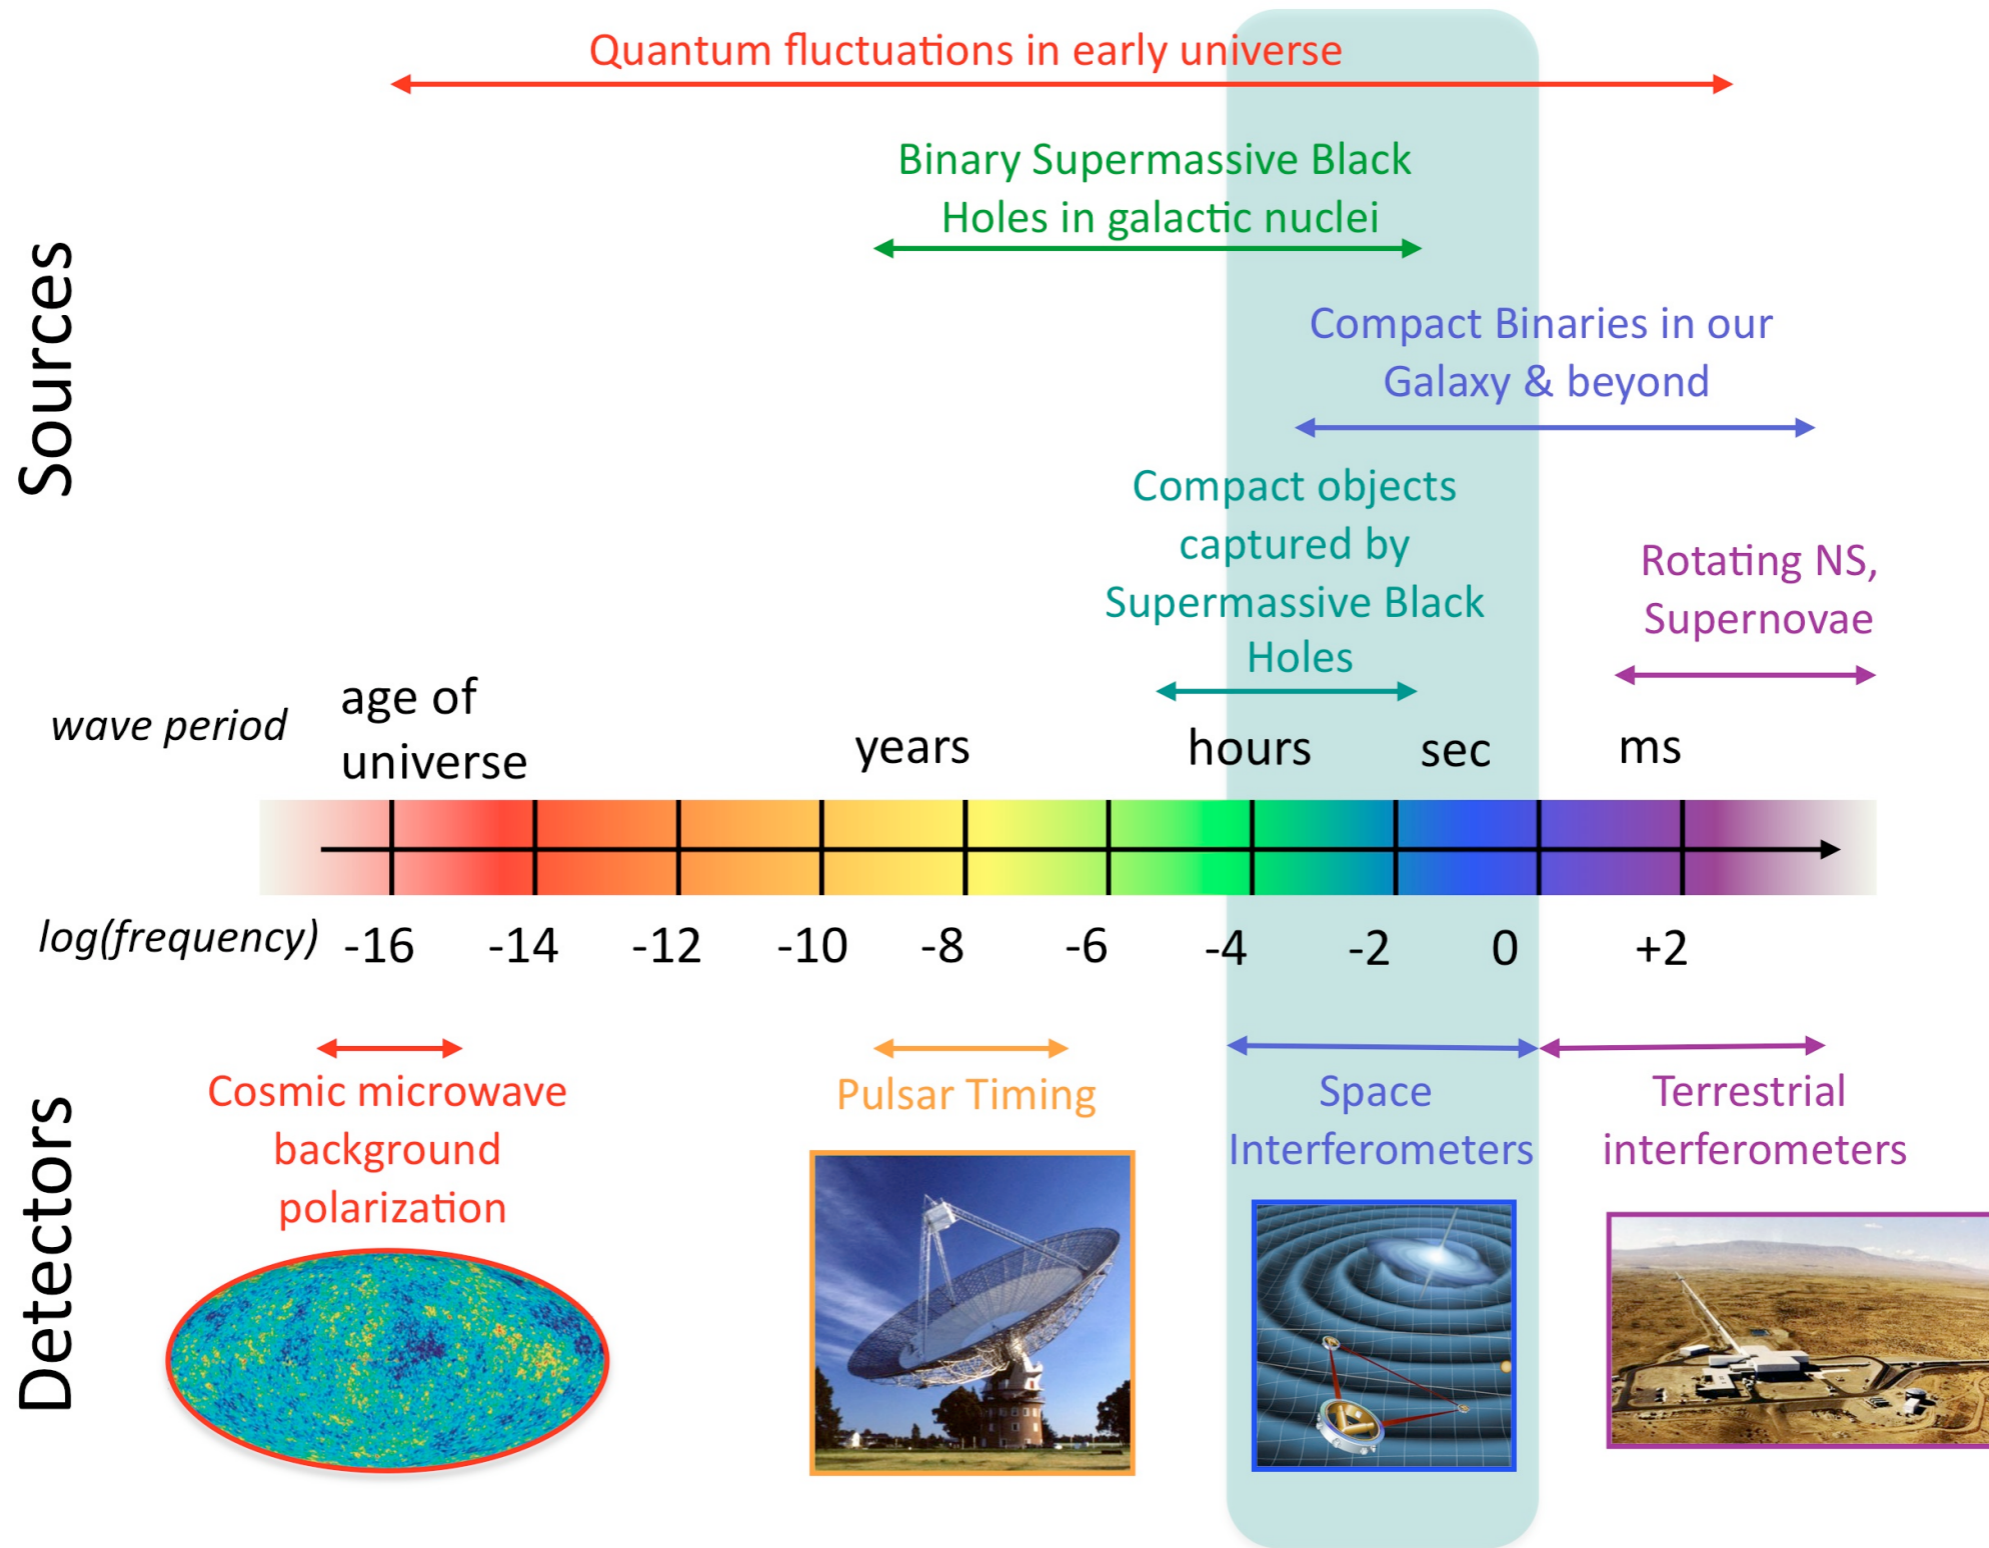 Quantum fluctuations in early universe
Binary Supermassive Black
Holes in galactic nuclei
Compact Binaries in our
Galaxy & beyond
Compact objects
captured by
Supermassive Black
Holes
Rotating NS,
Supernovae
Sources
wave period
age of
universe
years
hours
sec
ms
log(frequency)
-16
-14
-12
-10
-8
-6
-4
-2
0
+2
Detectors
Cosmic microwave
background
polarization
Pulsar Timing
Space
Interferometers
Terrestrial
interferometers